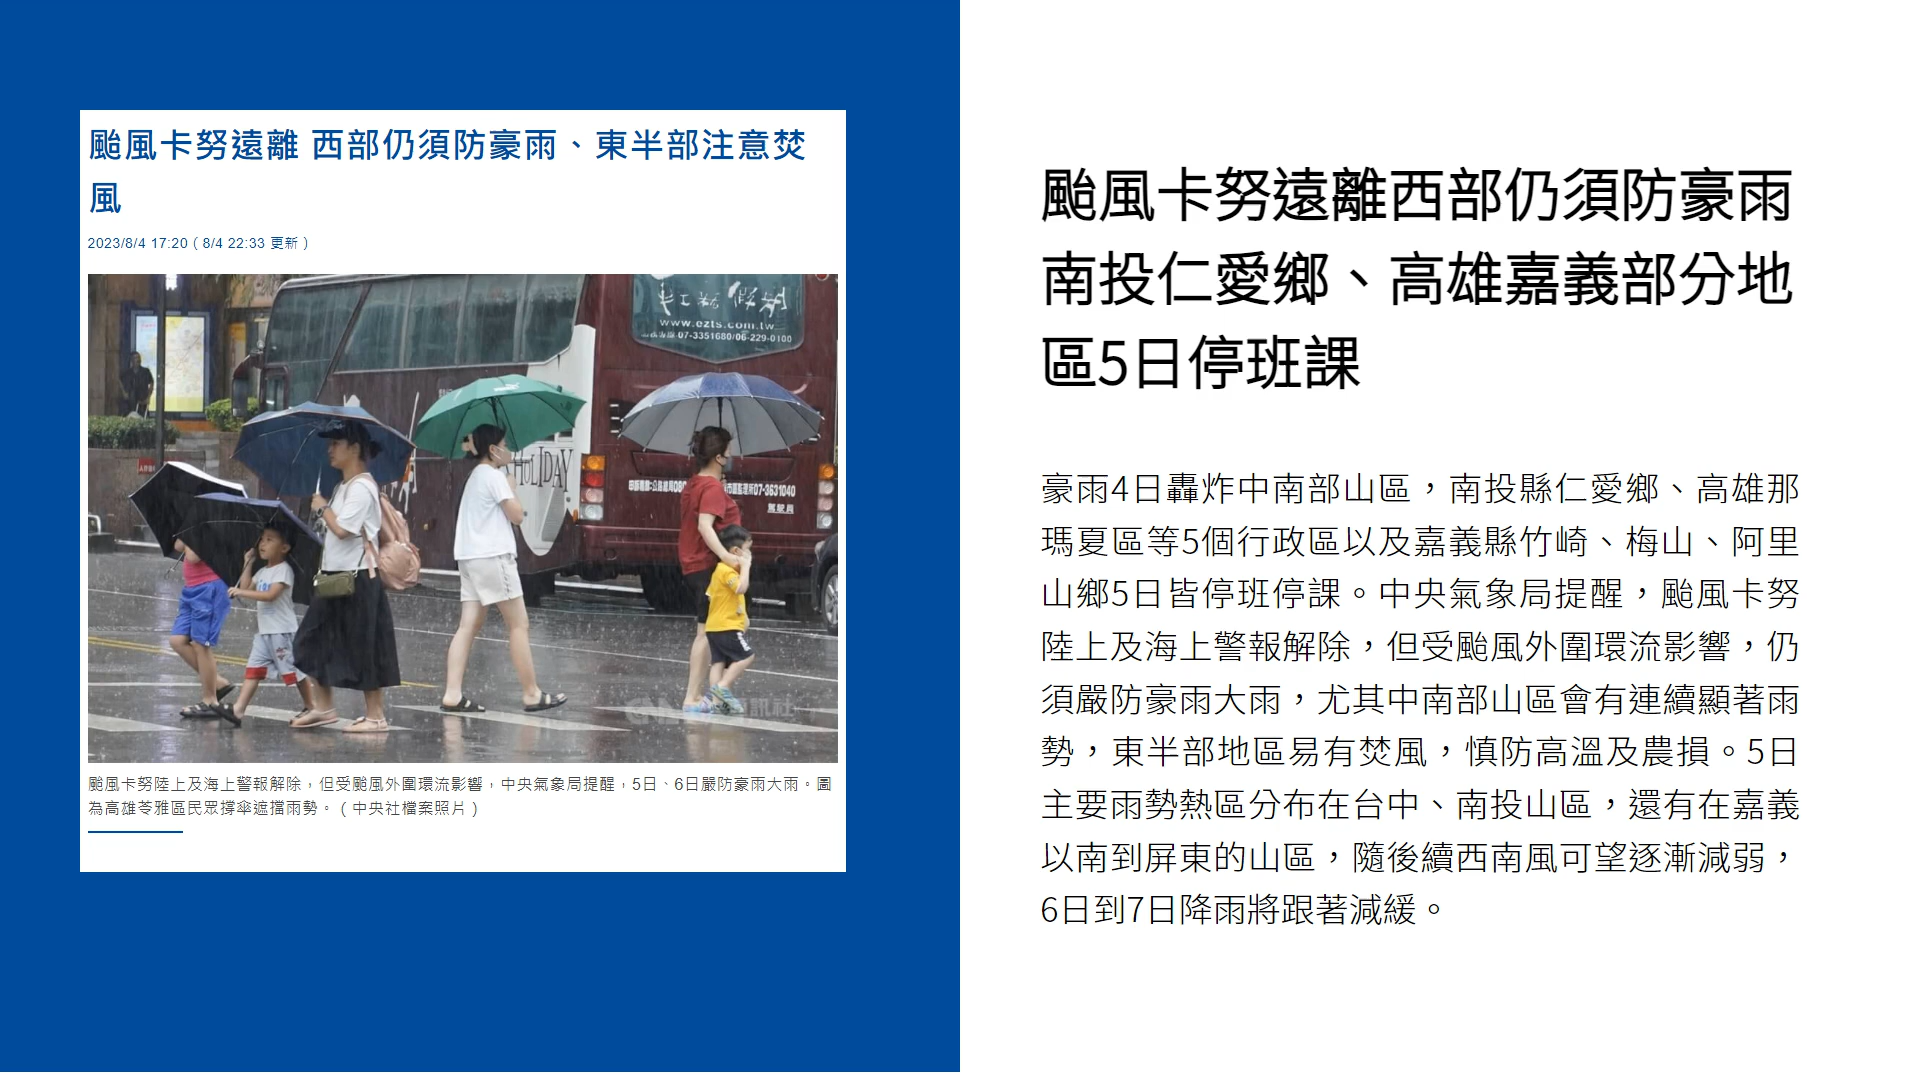 颱風卡努遠離 西部仍須防豪雨、東半部注意焚
風
2023/8/4 17:20（8/4 22:33 更新）
www.ezts.com.tw
07-3351680/06-229-0100
HOLIDAY
駕駛員
颱風卡努陸上及海上警報解除，但受颱風外圍環流影響，中央氣象局提醒，5日、6日嚴防豪雨大雨。圖
為高雄苓雅區民眾撐傘遮擋雨勢。（中央社檔案照片）
颱風卡努遠離西部仍須防豪雨
南投仁愛鄉、高雄嘉義部分地
區5日停班課
豪雨4日轟炸中南部山區，南投縣仁愛鄉、高雄那
瑪夏區等5個行政區以及嘉義縣竹崎、梅山、阿里
山鄉5日皆停班停課。中央氣象局提醒，颱風卡努
陸上及海上警報解除，但受颱風外圍環流影響，仍
須嚴防豪雨大雨，尤其中南部山區會有連續顯著雨
勢，東半部地區易有焚風，慎防高溫及農損。5日
主要雨勢熱區分布在台中、南投山區，還有在嘉義
以南到屏東的山區，隨後續西南風可望逐漸減弱，
6日到7日降雨將跟著減緩。